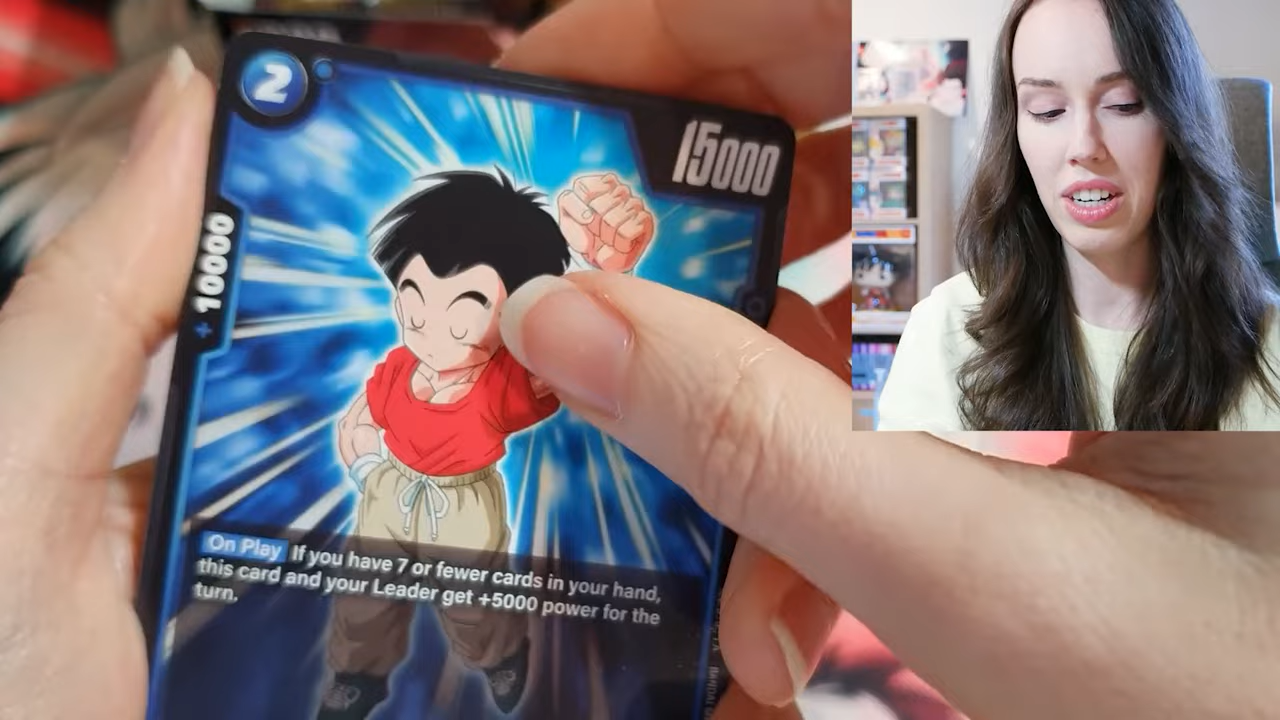 2
15000
+ 10000
On Play If you have 7 or fewer cards in your hand,
this card and your Leader get +5000 power for the
turn.